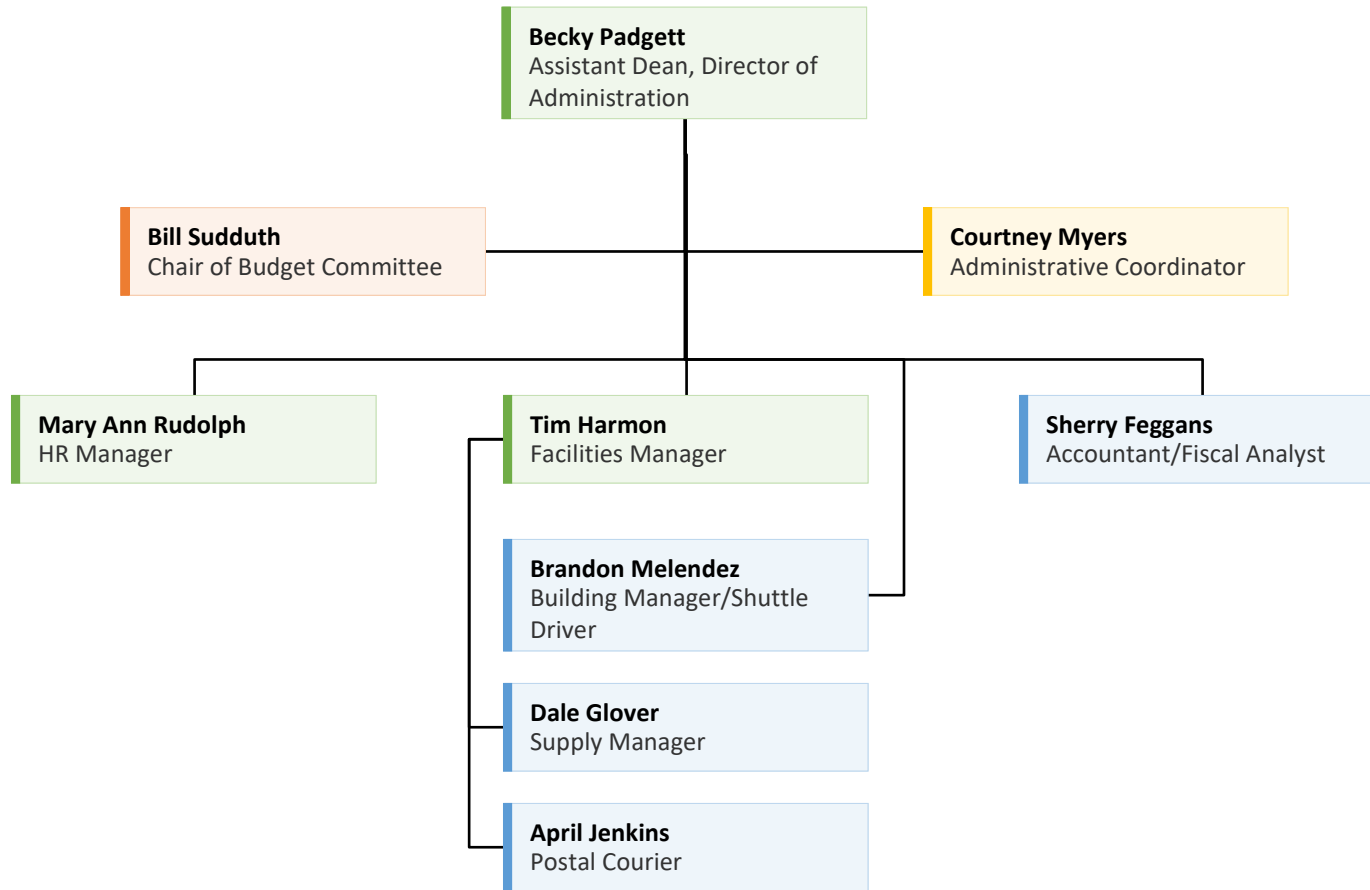 Becky Padgett
Assistant Dean, Director of
Administration
Bill Sudduth
Chair of Budget Committee
Courtney Myers
Administrative Coordinator
Mary Ann Rudolph
HR Manager
Tim Harmon
Facilities Manager
Sherry Feggans
Accountant/Fiscal Analyst
Brandon Melendez
Building Manager/Shuttle
Driver
Dale Glover
Supply Manager
April Jenkins
Postal Courier